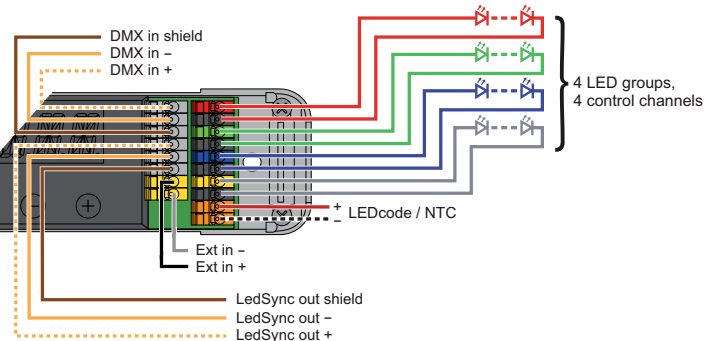 DMX in shield
DMX in –
DMX in +
4 LED groups,
4 control channels
+
– LEDcode / NTC
Ext in –
Ext in +
LedSync out shield
LedSync out –
LedSync out +